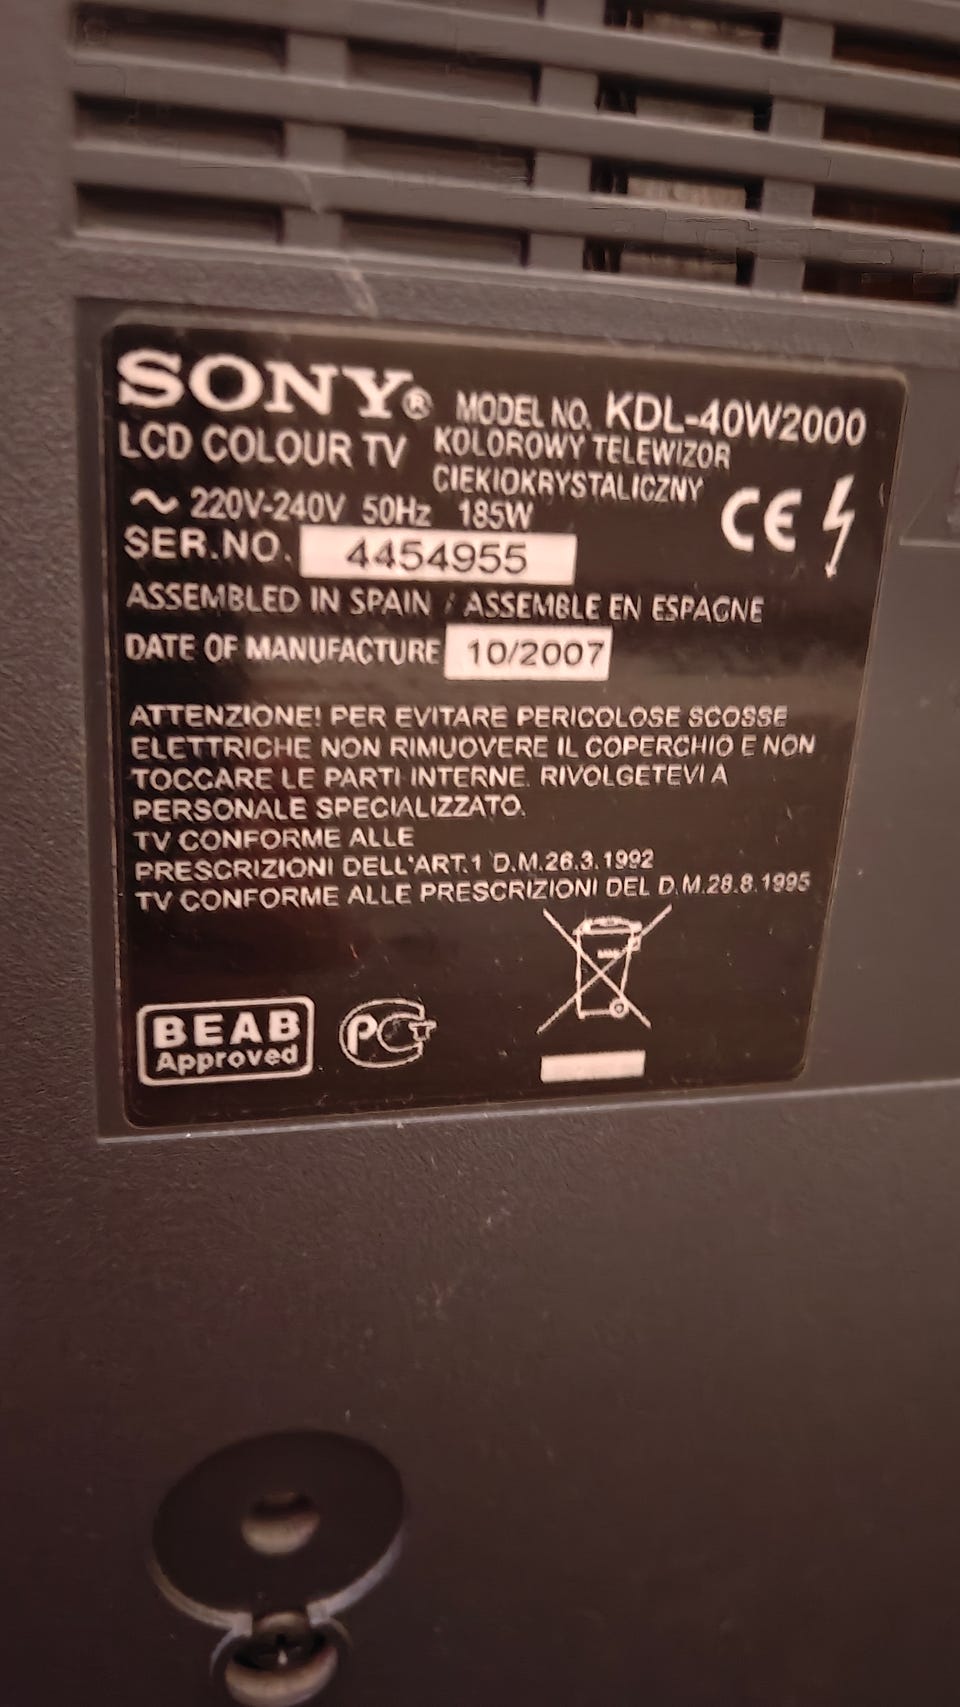 SONY® MODEL NO. KDL-40W2000
LCD COLOUR TV KOLOROWY TELEWIZOR
CIEKIOKRYSTALICZNY
~ 220V-240V 50Hz 185W
CE
SER.NO. 4454955
ASSEMBLED IN SPAIN / ASSEMBLE EN ESPAGNE
DATE OF MANUFACTURE 10/2007
ATTENZIONE! PER EVITARE PERICOLOSE SCOSSE
ELETTRICHE NON RIMUOVERE IL COPERCHIO E NON
TOCCARE LE PARTI INTERNE. RIVOLGETEVI A
PERSONALE SPECIALIZZATO.
TV CONFORME ALLE
PRESCRIZIONI DELL'ART.1 D.M.26.3.1992
TV CONFORME ALLE PRESCRIZIONI DEL D.M.28.8.1995
BEAB
Approved
PCT